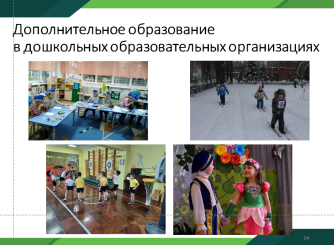 Дополнительное образование
в дошкольных образовательных организациях
54